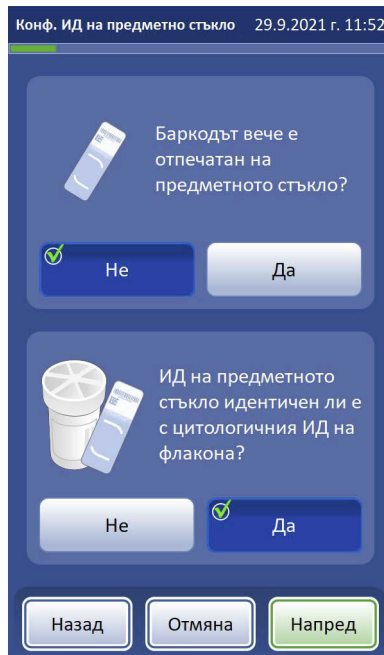 Конф. ИД на предметно стъкло 29.9.2021 г. 11:52
Баркодът вече е
отпечатан на
предметното стъкло?
Не Да
ИД на предметното
стъкло идентичен ли е
с цитологичния ИД на
флакона?
Не Да
Назад Отмяна Напред